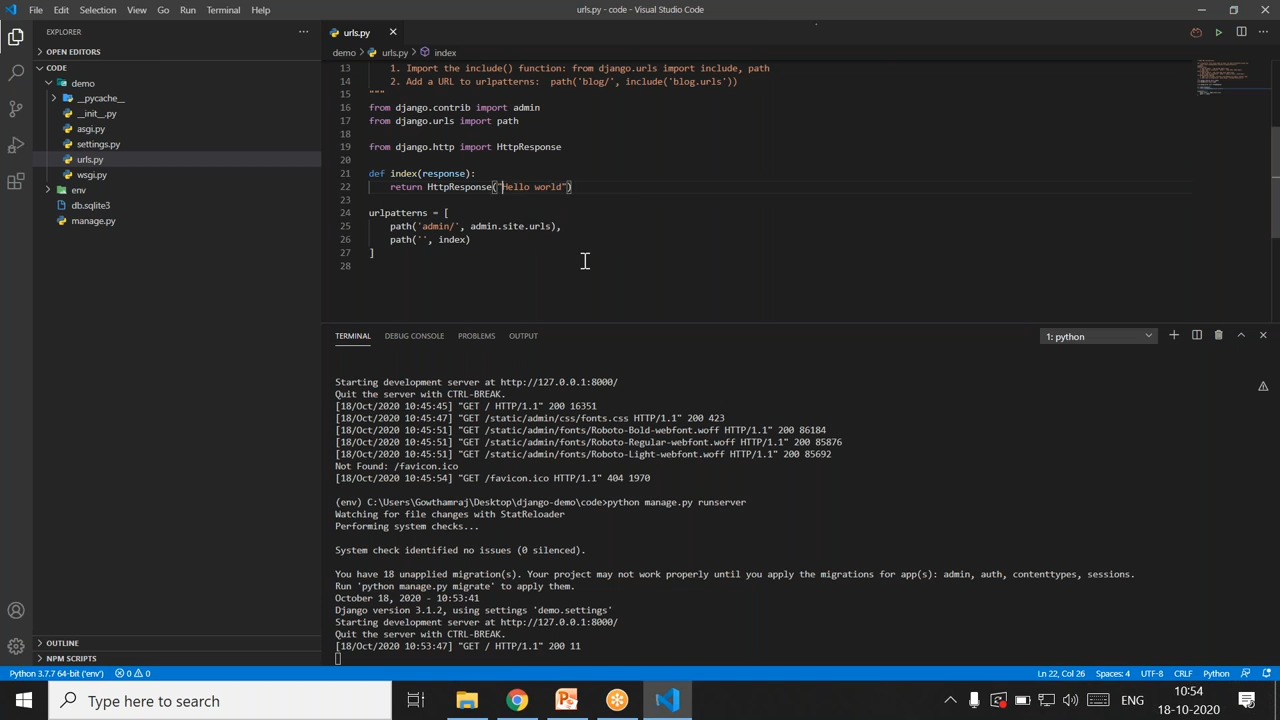 File Edit Selection View Go Run Terminal Help
urls.py - code - Visual Studio Code
EXPLORER
OPEN EDITORS
CODE
demo
__pycache__
__init__.py
asgi.py
settings.py
urls.py
wsgi.py
env
db.sqlite3
manage.py
OUTLINE
NPM SCRIPTS
urls.py
demo > urls.py > index
13 1. Import the include() function: from django.urls import include, path
14 2. Add a URL to urlpatterns: path('blog/', include('blog.urls'))
15 """
16 from django.contrib import admin
17 from django.urls import path
18
19 from django.http import HttpResponse
20
21 def index(response):
22 return HttpResponse("Hello world")
23
24 urlpatterns = [
25 path('admin/', admin.site.urls),
26 path('', index)
27 ]
28
TERMINAL DEBUG CONSOLE PROBLEMS OUTPUT
1: python
Starting development server at http://127.0.0.1:8000/
Quit the server with CTRL-BREAK.
[18/Oct/2020 10:45:45] "GET / HTTP/1.1" 200 16351
[18/Oct/2020 10:45:47] "GET /static/admin/css/fonts.css HTTP/1.1" 200 423
[18/Oct/2020 10:45:51] "GET /static/admin/fonts/Roboto-Bold-webfont.woff HTTP/1.1" 200 86184
[18/Oct/2020 10:45:51] "GET /static/admin/fonts/Roboto-Regular-webfont.woff HTTP/1.1" 200 85876
[18/Oct/2020 10:45:51] "GET /static/admin/fonts/Roboto-Light-webfont.woff HTTP/1.1" 200 85692
Not Found: /favicon.ico
[18/Oct/2020 10:45:54] "GET /favicon.ico HTTP/1.1" 404 1970
(env) C:\Users\Gowthamraj\Desktop\django-demo\code>python manage.py runserver
Watching for file changes with StatReloader
Performing system checks...
System check identified no issues (0 silenced).
You have 18 unapplied migration(s). Your project may not work properly until you apply the migrations for app(s): admin, auth, contenttypes, sessions.
Run 'python manage.py migrate' to apply them.
October 18, 2020 - 10:53:41
Django version 3.1.2, using settings 'demo.settings'
Starting development server at http://127.0.0.1:8000/
Quit the server with CTRL-BREAK.
[18/Oct/2020 10:53:47] "GET / HTTP/1.1" 200 11
Python 3.7.7 64-bit ('env') 0 0
Ln 22, Col 26 Spaces: 4 UTF-8 CRLF Python
Type here to search
ENG
10:54
18-10-2020